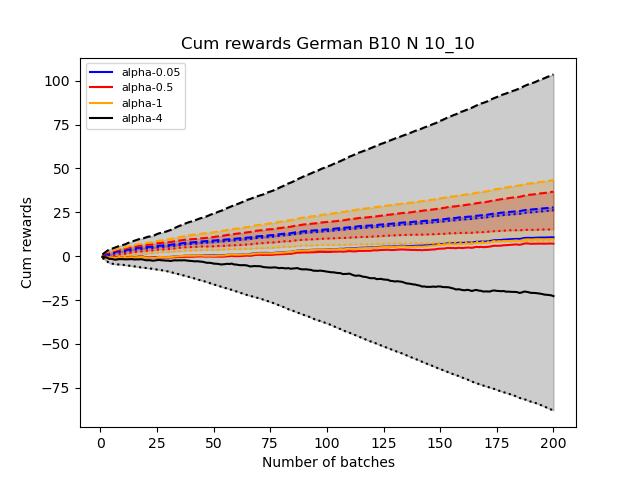 Cum rewards German B10 N 10_10
alpha-0.05
alpha-0.5
alpha-1
alpha-4
100
75
50
25
0
−25
−50
−75
Cum rewards
0 25 50 75 100 125 150 175 200
Number of batches